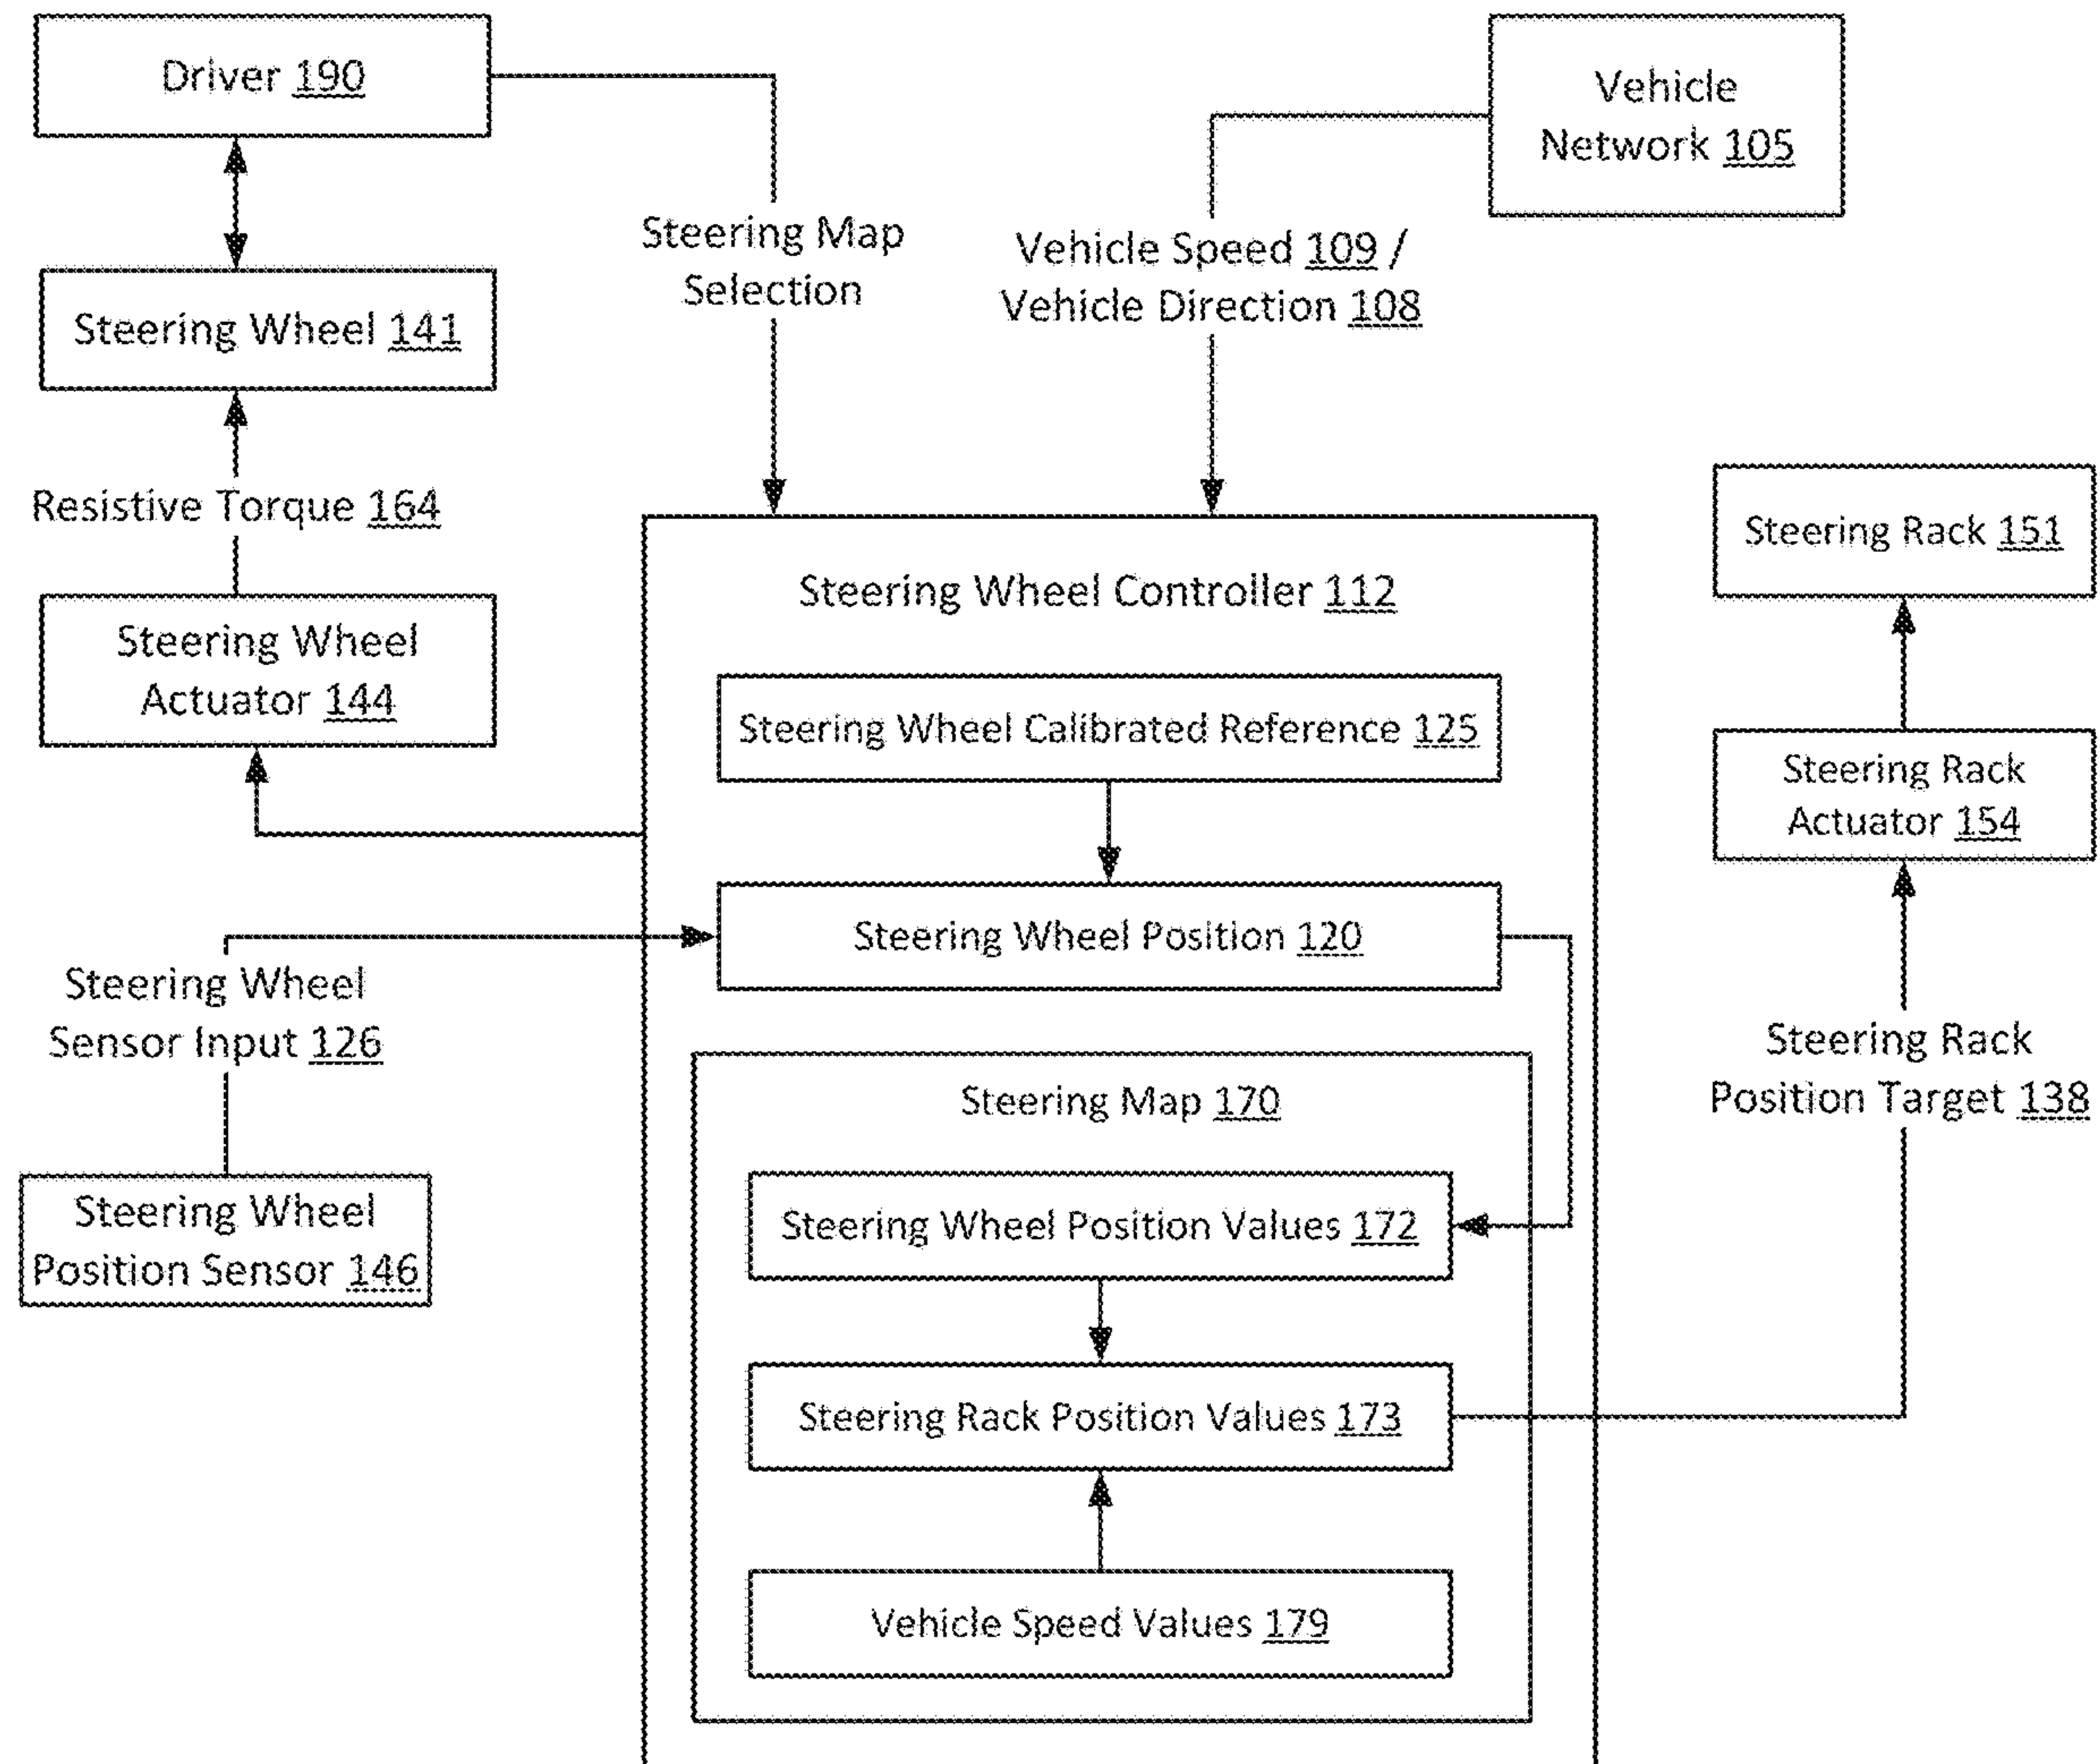 Driver 190
Vehicle
Network 105
Steering Map
Selection
Vehicle Speed 109 /
Vehicle Direction 108
Steering Wheel 141
Resistive Torque 164
Steering Wheel
Actuator 144
Steering Wheel Controller 112
Steering Rack 151
Steering Wheel Calibrated Reference 125
Steering Rack
Actuator 154
Steering Wheel Position 120
Steering Wheel
Sensor Input 126
Steering Rack
Position Target 138
Steering Map 170
Steering Wheel
Position Sensor 146
Steering Wheel Position Values 172
Steering Rack Position Values 173
Vehicle Speed Values 179